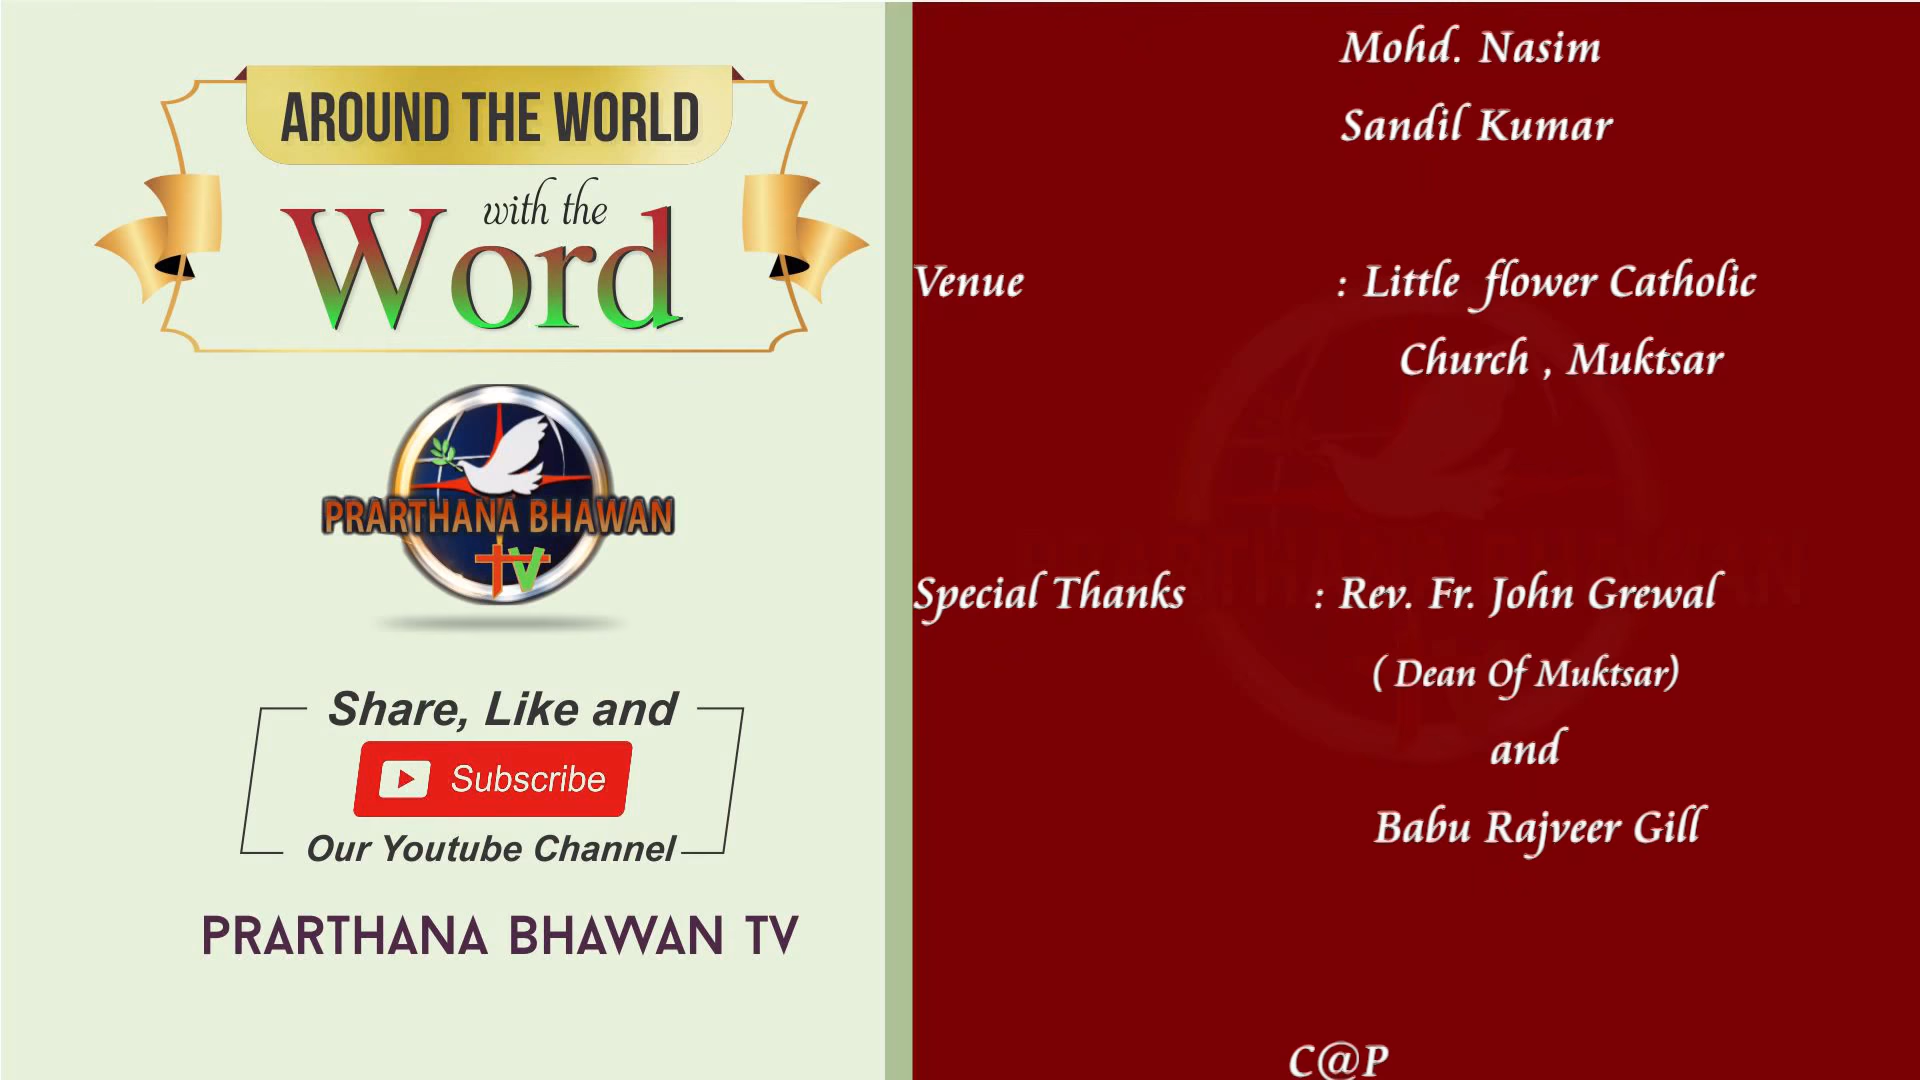 AROUND THE WORLD
with the
Word
PRARTHANA BHAWAN
TV
Share, Like and
Subscribe
Our Youtube Channel
PRARTHANA BHAWAN TV
Mohd. Nasim
Sandil Kumar
Venue : Little flower Catholic
Church , Muktsar
Special Thanks : Rev. Fr. John Grewal
( Dean Of Muktsar)
and
Babu Rajveer Gill
C@P